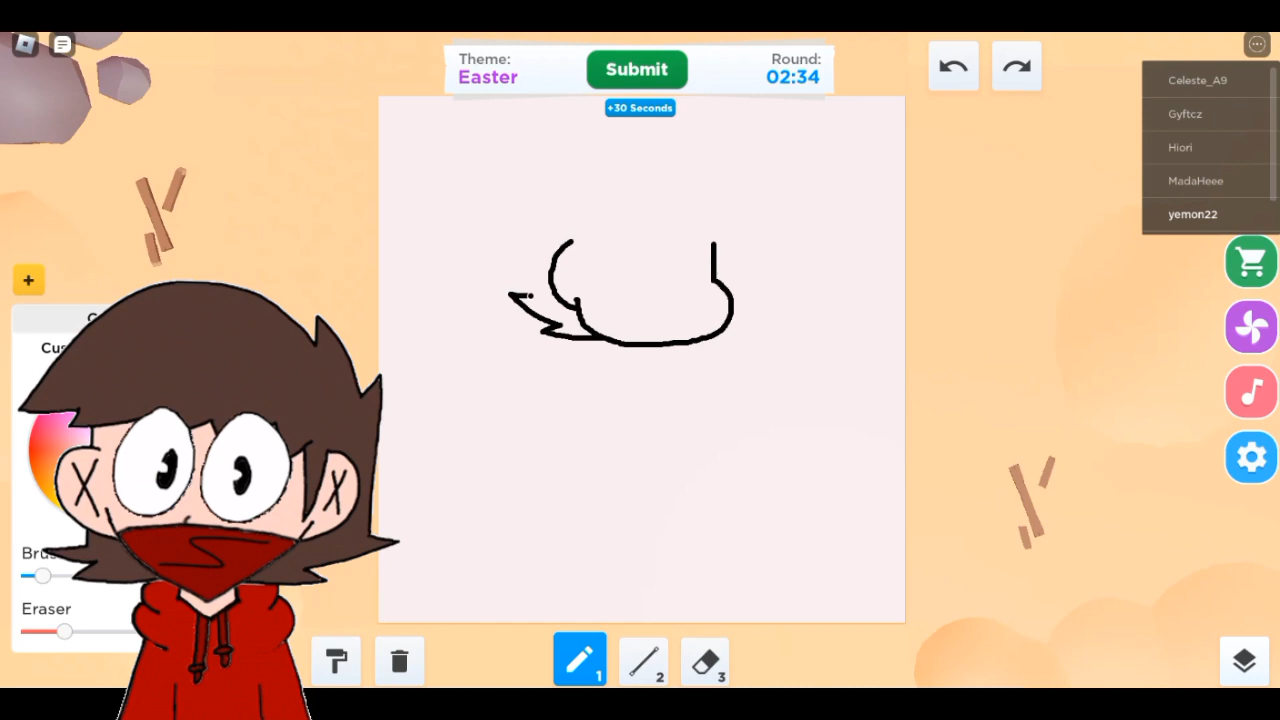 Theme:
Easter
Submit
Round:
02:34
+30 Seconds
Celeste_A9
Gyftcz
Hiori
MadaHeee
yemon22
+
Eraser
1
2
3